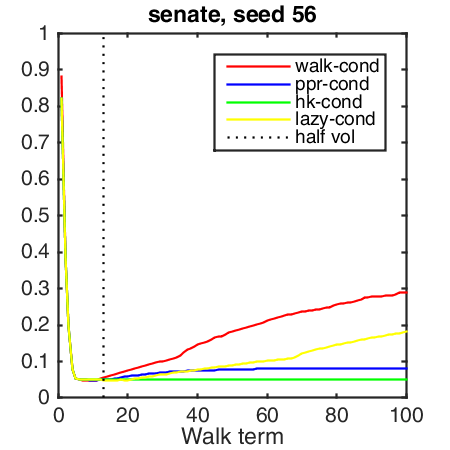 senate, seed 56
1
0.9
0.8
0.7
0.6
0.5
0.4
0.3
0.2
0.1
0
walk-cond
ppr-cond
hk-cond
lazy-cond
half vol
0 20 40 60 80 100
Walk term